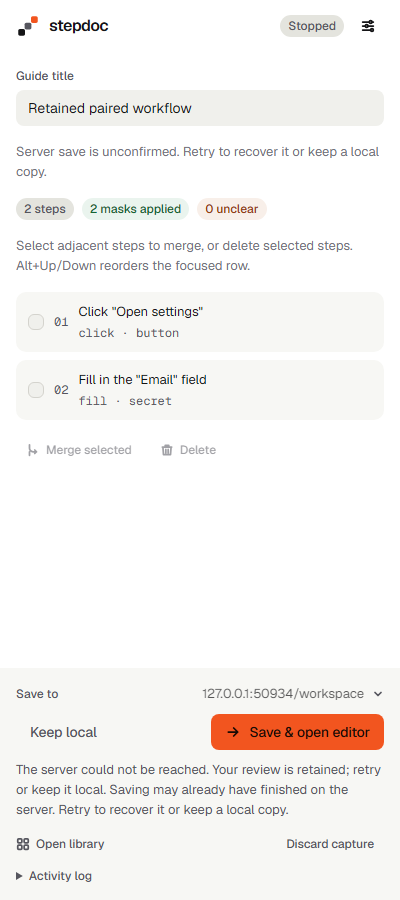 stepdoc
Stopped
Guide title
Retained paired workflow
Server save is unconfirmed. Retry to recover it or keep a local
copy.
2 steps
2 masks applied
0 unclear
Select adjacent steps to merge, or delete selected steps.
Alt+Up/Down reorders the focused row.
01
Click "Open settings"
click · button
02
Fill in the "Email" field
fill · secret
Merge selected
Delete
Save to
127.0.0.1:50934/workspace
Keep local
Save & open editor
The server could not be reached. Your review is retained; retry
or keep it local. Saving may already have finished on the
server. Retry to recover it or keep a local copy.
Open library
Discard capture
Activity log